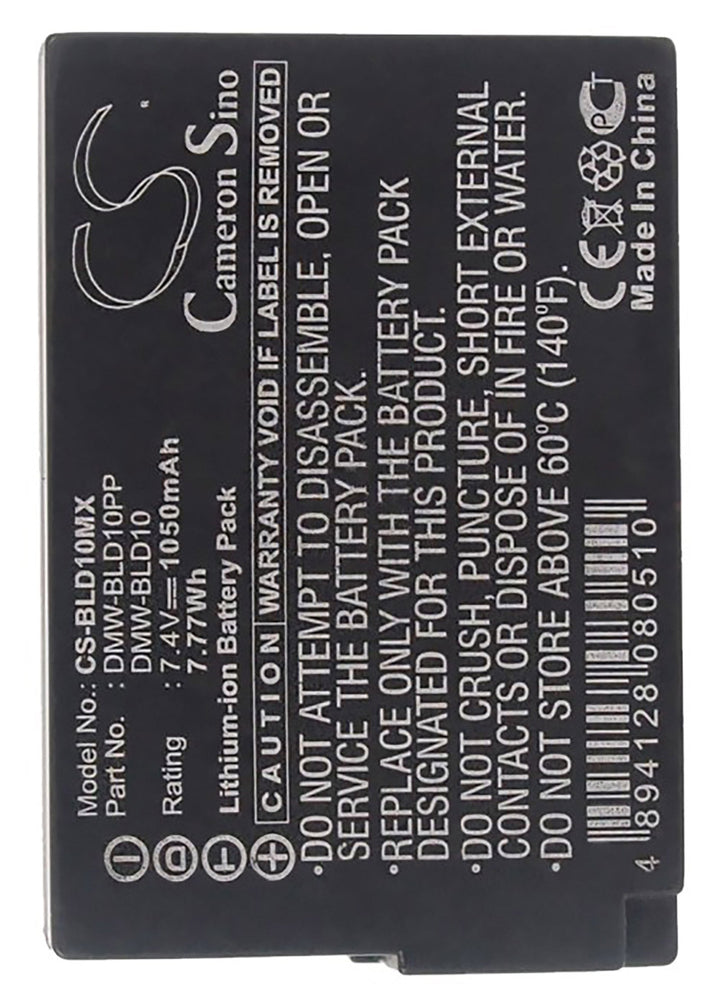 CS
Cameron Sino
Model No.: CS-BLD10MX
Part No. : DMW-BLD10PP
DMW-BLD10
Rating : 7.4V⎓1050mAh
7.77Wh
Lithium-ion Battery Pack
CAUTION WARRANTY VOID IF LABEL IS REMOVED
•DO NOT ATTEMPT TO DISASSEMBLE, OPEN OR
SERVICE THE BATTERY PACK.
•REPLACE ONLY WITH THE BATTERY PACK
DESIGNATED FOR THIS PRODUCT.
•DO NOT CRUSH, PUNCTURE, SHORT EXTERNAL
CONTACTS OR DISPOSE OF IN FIRE OR WATER.
•DO NOT STORE ABOVE 60°C (140°F).
− D T +
CE PCT
Made In China
4 894128 080510